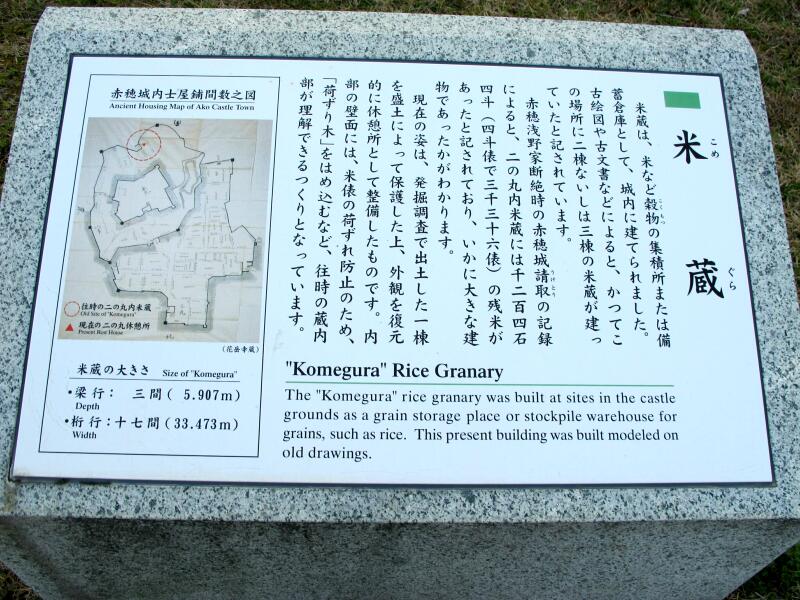 米蔵
こめ ぐら
米蔵は、米など穀物の集積所または備
蓄倉庫として、城内に建てられました。
古絵図や古文書などによると、かつてこ
の場所に二棟ないしは三棟の米蔵が建っ
ていたと記されています。
赤穂浅野家断絶時の赤穂城請取の記録
によると、二の丸内米蔵には千二百四石
四斗（四斗俵で三千三十六俵）の残米が
あったと記されており、いかに大きな建
物であったかがわかります。
現在の姿は、発掘調査で出土した一棟
を盛土によって保護した上、外観を復元
的に休憩所として整備したものです。内
部の壁面には、米俵の荷ずれ防止のため、
「荷ずり木」をはめ込むなど、往時の蔵内
部が理解できるつくりとなっています。
"Komegura" Rice Granary
The "Komegura" rice granary was built at sites in the castle
grounds as a grain storage place or stockpile warehouse for
grains, such as rice. This present building was built modeled on
old drawings.
赤穂城内士屋鋪間数之図
Ancient Housing Map of Ako Castle Town
往時の二の丸内米蔵
Old Site of "Komegura"
現在の二の丸休憩所
Present Rest House
(花岳寺蔵)
米蔵の大きさ Size of "Komegura"
•梁行: 三間( 5.907m)
Depth
•桁行:十七間(33.473m)
Width